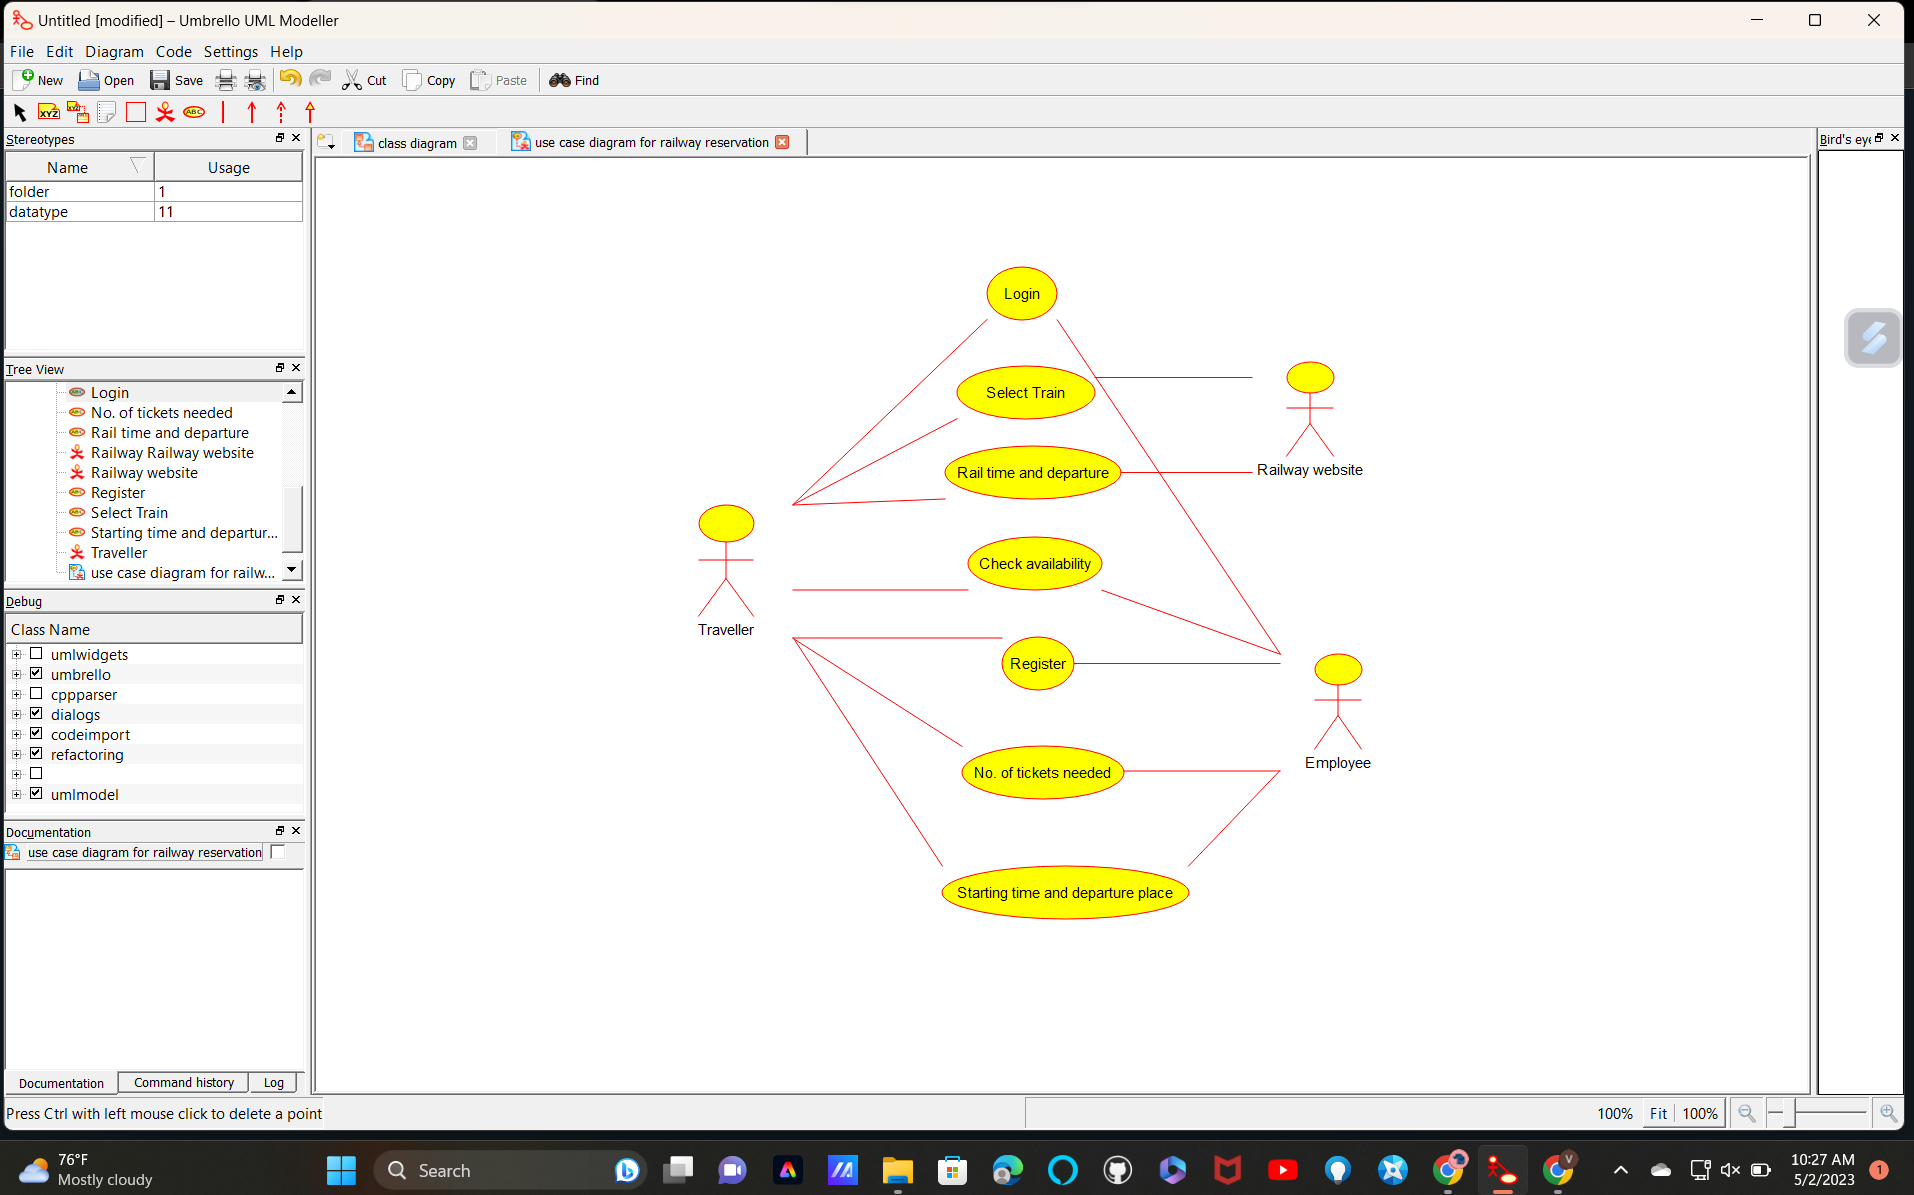 Untitled [modified] – Umbrello UML Modeller
File Edit Diagram Code Settings Help
New Open Save Cut Copy Paste Find
XYZ XYZ ABC
Stereotypes
Name Usage
folder 1
datatype 11
Tree View
Login
No. of tickets needed
Rail time and departure
Railway Railway website
Railway website
Register
Select Train
Starting time and departur...
Traveller
use case diagram for railw...
Debug
Class Name
umlwidgets
umbrello
cppparser
dialogs
codeimport
refactoring
umlmodel
Documentation
use case diagram for railway reservation
Documentation Command history Log
Press Ctrl with left mouse click to delete a point
class diagram
use case diagram for railway reservation
Bird's eye
Login
Select Train
Rail time and departure
Railway website
Check availability
Traveller
Register
Employee
No. of tickets needed
Starting time and departure place
100% Fit 100%
76°F
Mostly cloudy
Search
V
10:27 AM
5/2/2023
1